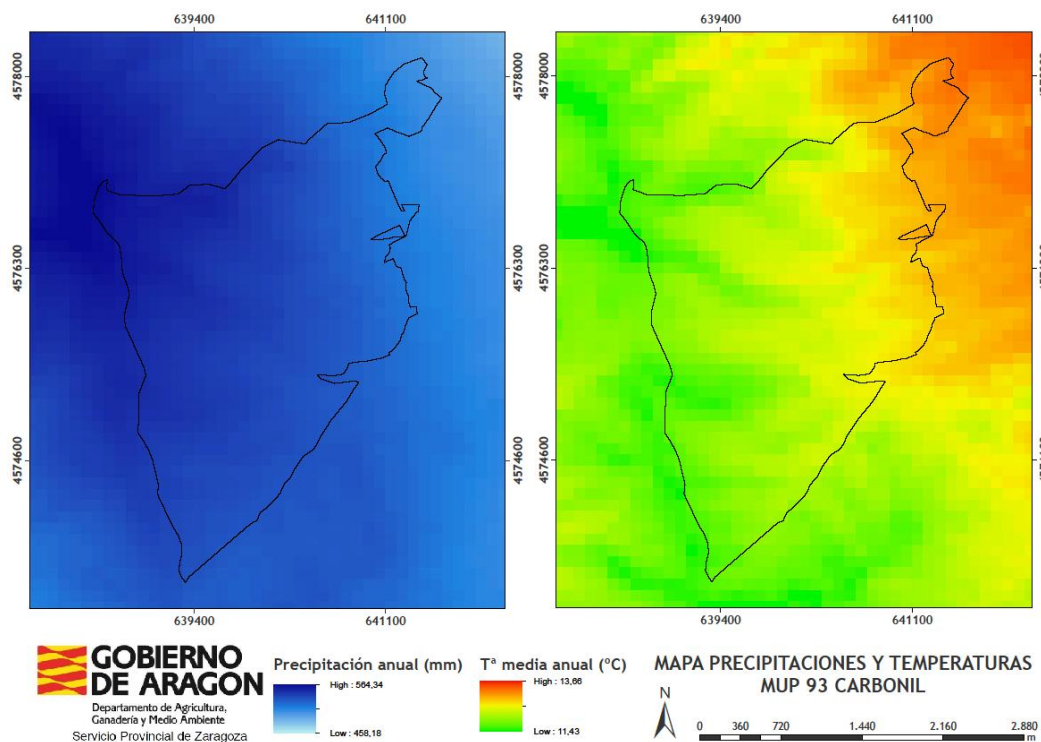 639400 641100 639400 641100
4578000 4578000
4576300 4576300
4574600 4574600
639400 641100 639400 641100
GOBIERNO
DE ARAGON
Departamento de Agricultura,
Ganadería y Medio Ambiente
Servicio Provincial de Zaragoza
Precipitación anual (mm)
High : 564,34
Low : 458,18
Tª media anual (ºC)
High : 13,66
Low : 11,43
MAPA PRECIPITACIONES Y TEMPERATURAS
MUP 93 CARBONIL
N
0 360 720 1.440 2.160 2.880
m